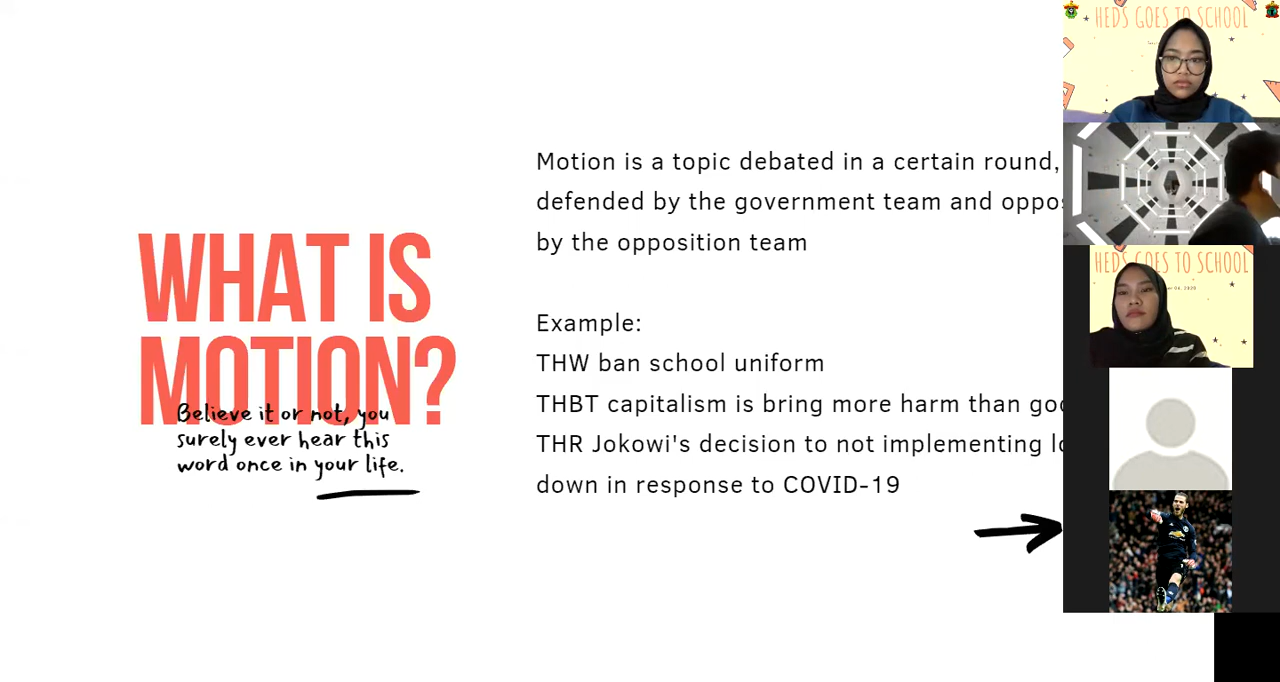 WHAT IS
MOTION?
Believe it or not, you
surely ever hear this
word once in your life.
Motion is a topic debated in a certain round,
defended by the government team and
by the opposition team
Example:
THW ban school uniform
THBT capitalism is bring more harm than
THR Jokowi's decision to not implementing
down in response to COVID-19
HEDS GOES TO SCHOOL
HEDS GOES TO SCHOOL
2020